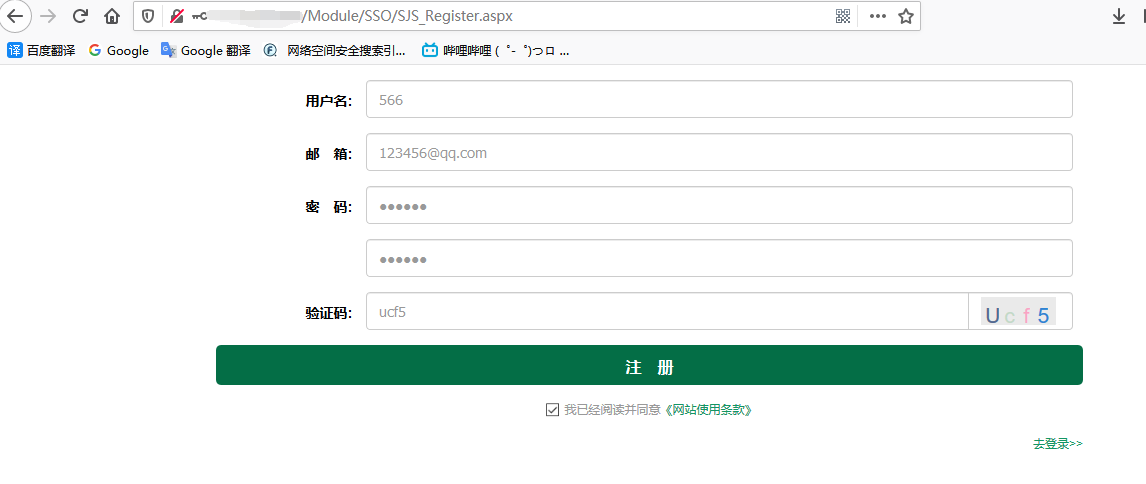 /Module/SSO/SJS_Register.aspx
译 百度翻译 Google Google 翻译 网络空间安全搜索引... 哔哩哔哩 ( ゜- ゜)つロ ...
用户名: 566
邮 箱: 123456@qq.com
密 码: ●●●●●●
●●●●●●
验证码: ucf5 Ucf5
注 册
我已经阅读并同意《网站使用条款》
去登录>>